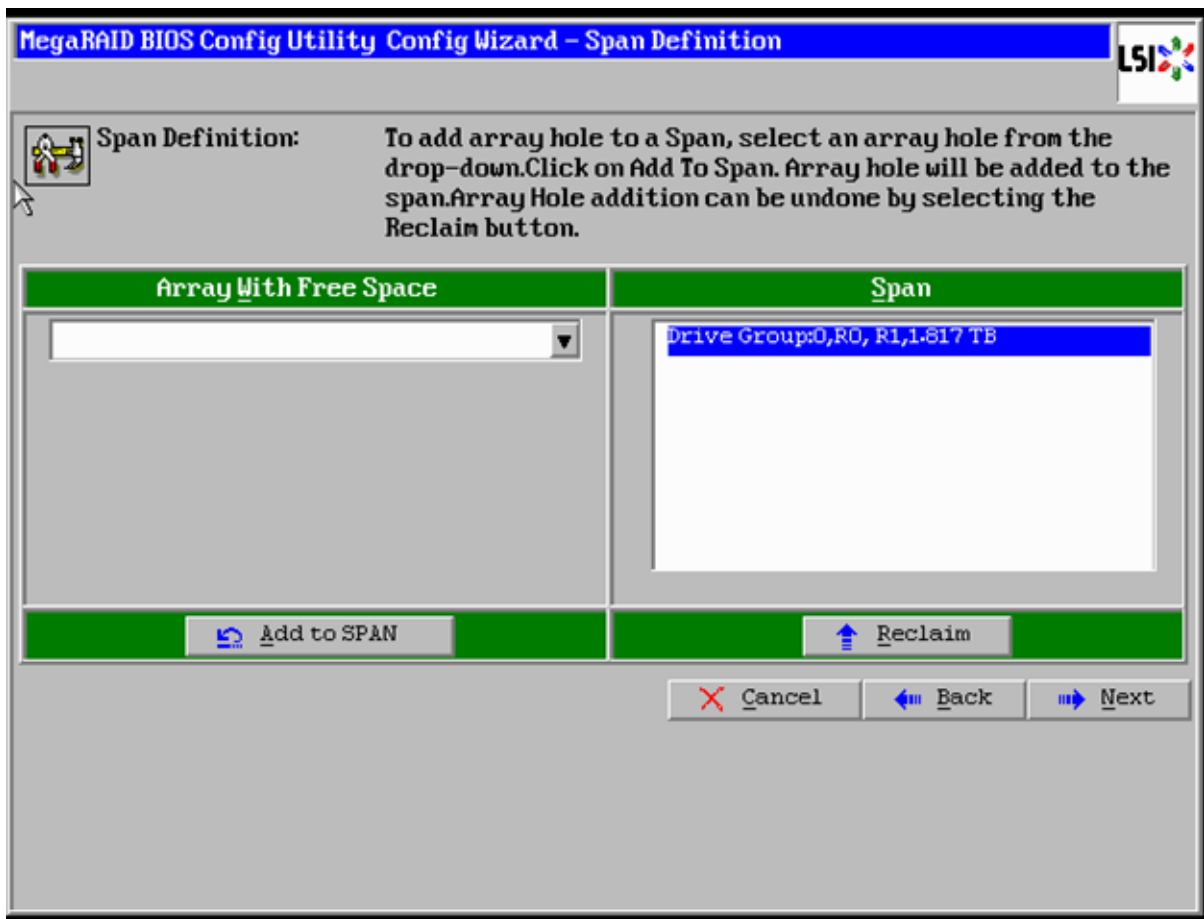 MegaRAID BIOS Config Utility Config Wizard – Span Definition
LSI
Span Definition:
To add array hole to a Span, select an array hole from the
drop-down.Click on Add To Span. Array hole will be added to the
span.Array Hole addition can be undone by selecting the
Reclaim button.
Array With Free Space
Span
Drive Group:0,R0, R1,1.817 TB
Add to SPAN
Reclaim
Cancel
Back
Next